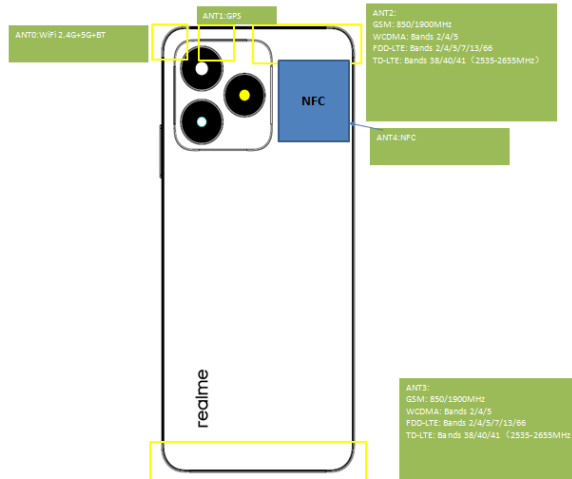 ANT1:GPS
ANT0:WiFi 2.4G+5G+BT
ANT2:
GSM: 850/1900MHz
WCDMA: Bands 2/4/5
FDD-LTE: Bands 2/4/5/7/13/66
TD-LTE: Bands 38/40/41（2535-2655MHz）
NFC
ANT4:NFC
realme
ANT3:
GSM: 850/1900MHz
WCDMA: Bands 2/4/5
FDD-LTE: Bands 2/4/5/7/13/66
TD-LTE: Bands 38/40/41（2535-2655MHz